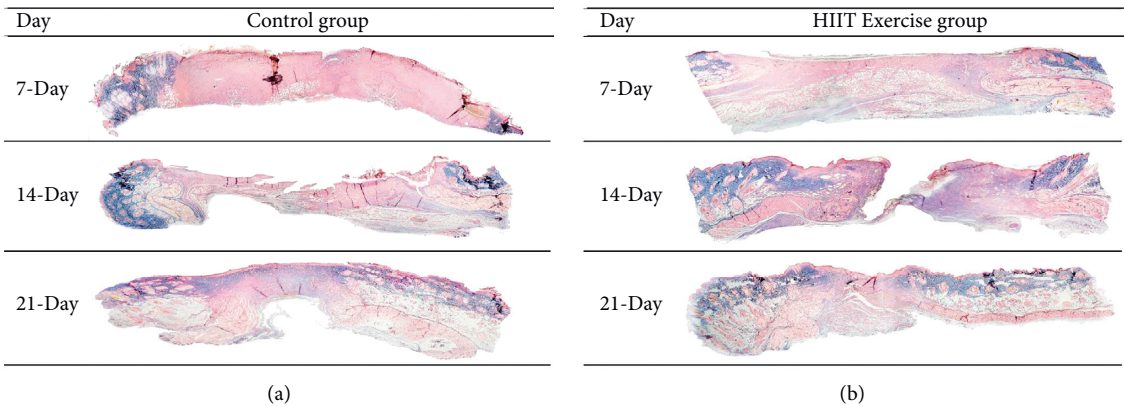 Day Control group
7-Day
14-Day
21-Day
(a)
Day HIIT Exercise group
7-Day
14-Day
21-Day
(b)